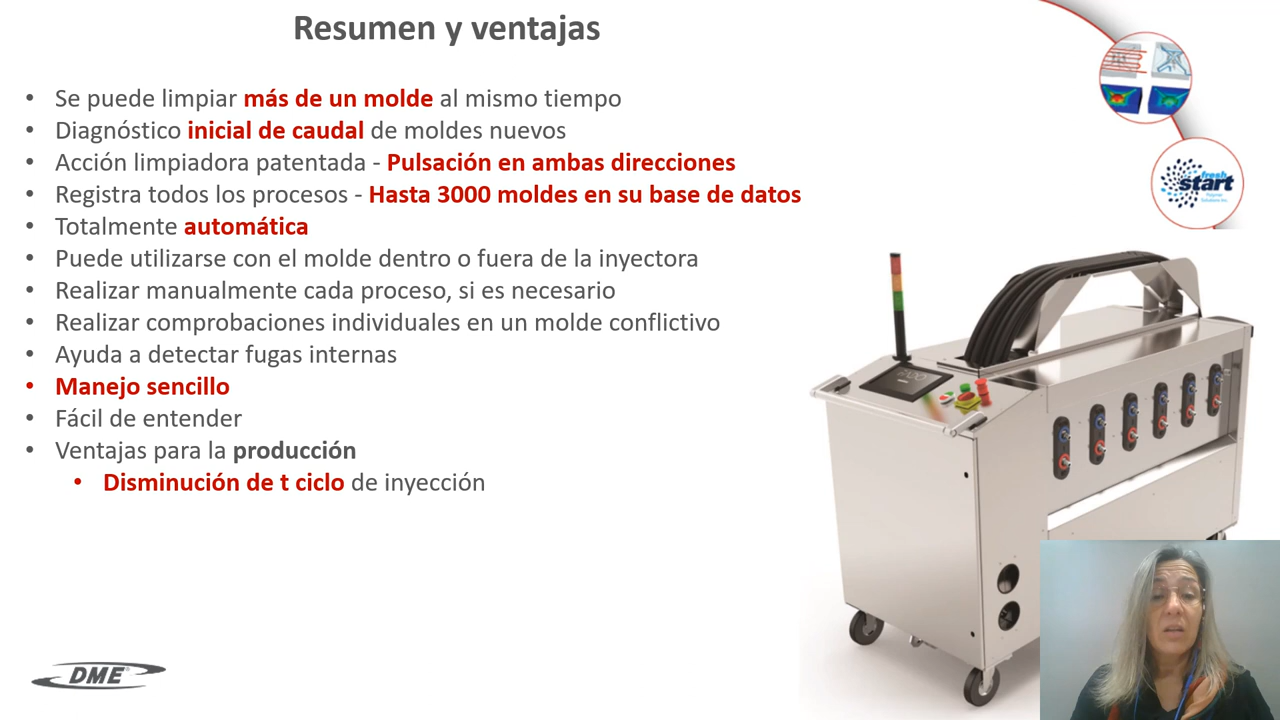 Resumen y ventajas
• Se puede limpiar más de un molde al mismo tiempo
• Diagnóstico inicial de caudal de moldes nuevos
• Acción limpiadora patentada - Pulsación en ambas direcciones
• Registra todos los procesos - Hasta 3000 moldes en su base de datos
• Totalmente automática
• Puede utilizarse con el molde dentro o fuera de la inyectora
• Realizar manualmente cada proceso, si es necesario
• Realizar comprobaciones individuales en un molde conflictivo
• Ayuda a detectar fugas internas
• Manejo sencillo
• Fácil de entender
• Ventajas para la producción
• Disminución de t ciclo de inyección
fresh
start
DME®